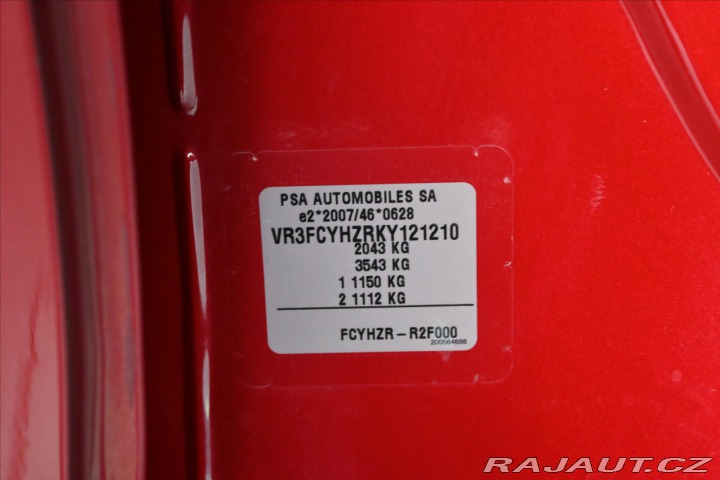 PSA AUTOMOBILES SA
e2*2007/46*0628
VR3FCYHZRKY121210
2043 KG
3543 KG
1 1150 KG
2 1112 KG
FCYHZR-R2F000
200564698
RAJAUT.CZ